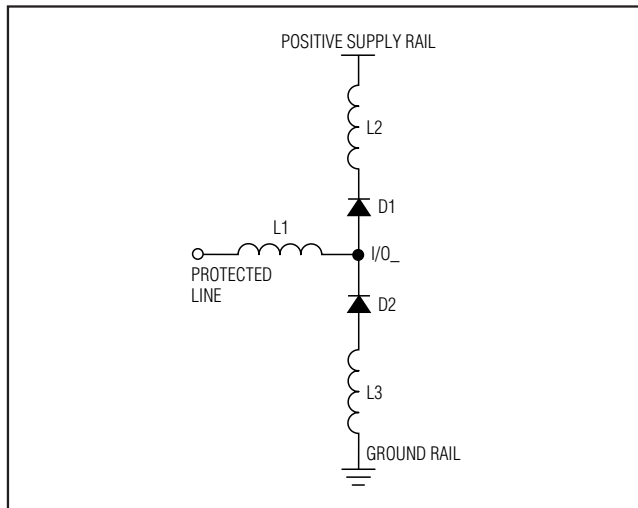 POSITIVE SUPPLY RAIL
L2
D1
L1
I/O_
PROTECTED
LINE
D2
L3
GROUND RAIL